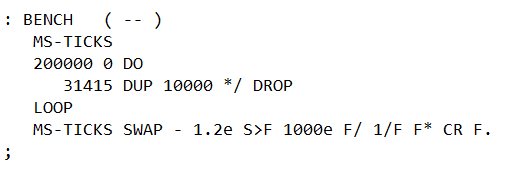 : BENCH   ( -- )
   MS-TICKS
   200000 0 DO
      31415 DUP 10000 */ DROP
   LOOP
   MS-TICKS SWAP - 1.2e S>F 1000e F/ 1/F F* CR F.
;